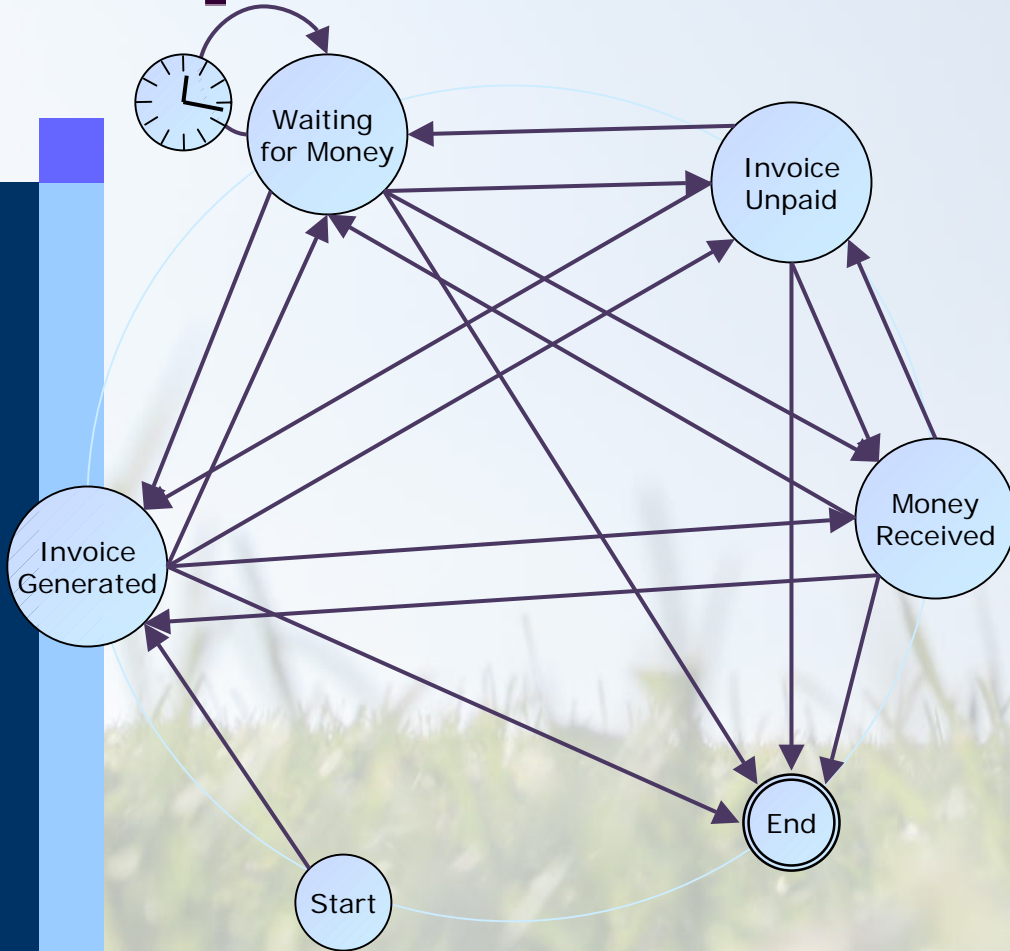 Waiting
for Money
Invoice
Unpaid
Money
Received
Invoice
Generated
End
Start